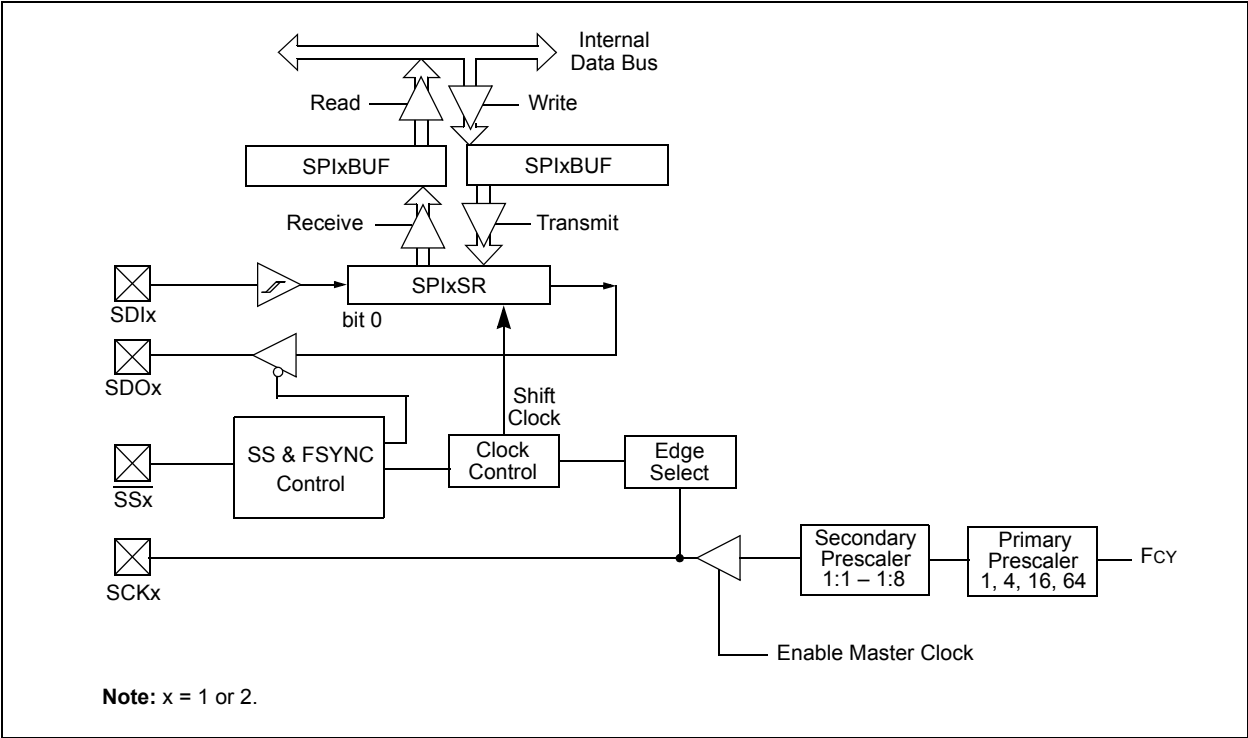 Internal
Data Bus
Read
Write
SPIxBUF
SPIxBUF
Receive
Transmit
SDIx
SPIxSR
bit 0
SDOx
Shift
Clock
SS & FSYNC
Control
Clock
Control
Edge
Select
SSx
SCKx
Secondary
Prescaler
1:1 – 1:8
Primary
Prescaler
1, 4, 16, 64
FCY
Enable Master Clock
Note: x = 1 or 2.